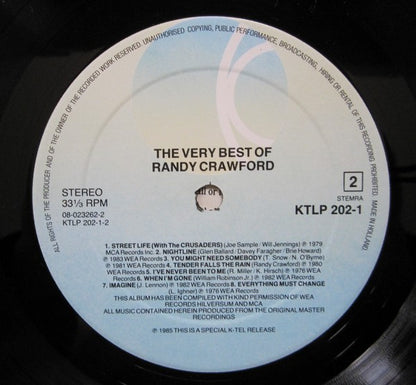 ALL RIGHTS OF THE PRODUCER AND OF THE OWNER OF THE RECORDED WORK RESERVED. UNAUTHORISED COPYING, PUBLIC PERFORMANCE, BROADCASTING, HIRING OR RENTAL OF THIS RECORD PROHIBITED. MADE IN HOLLAND
THE VERY BEST OF
RANDY CRAWFORD
STEREO
33⅓ RPM
08-023262-2
KTLP 202-1-2
2
STEMRA
KTLP 202-1
1. STREET LIFE (With The CRUSADERS) (Joe Sample / Will Jennings) ℗ 1979
MCA Records Inc. 2. NIGHTLINE (Glen Ballard / Davey Faragher / Brie Howard)
℗ 1983 WEA Records 3. YOU MIGHT NEED SOMEBODY (T. Snow / N. O'Byrne)
℗ 1981 WEA Records 4. TENDER FALLS THE RAIN (Randy Crawford) ℗ 1980
WEA Records 5. I'VE NEVER BEEN TO ME (R. Miller / K. Hirschi) ℗ 1976 WEA
Records 6. WHEN I'M GONE (William Robinson Jr.) ℗ 1982 WEA Records
7. IMAGINE (J. Lennon) ℗ 1982 WEA Records 8. EVERYTHING MUST CHANGE
(L. Ighner) ℗ 1976 WEA Records
THIS ALBUM HAS BEEN COMPILED WITH KIND PERMISSION OF WEA
RECORDS HILVERSUM AND MCA
ALL MUSIC CONTAINED HEREIN PRODUCED FROM THE ORIGINAL MASTER
RECORDINGS
℗ 1985 THIS IS A SPECIAL K-TEL RELEASE